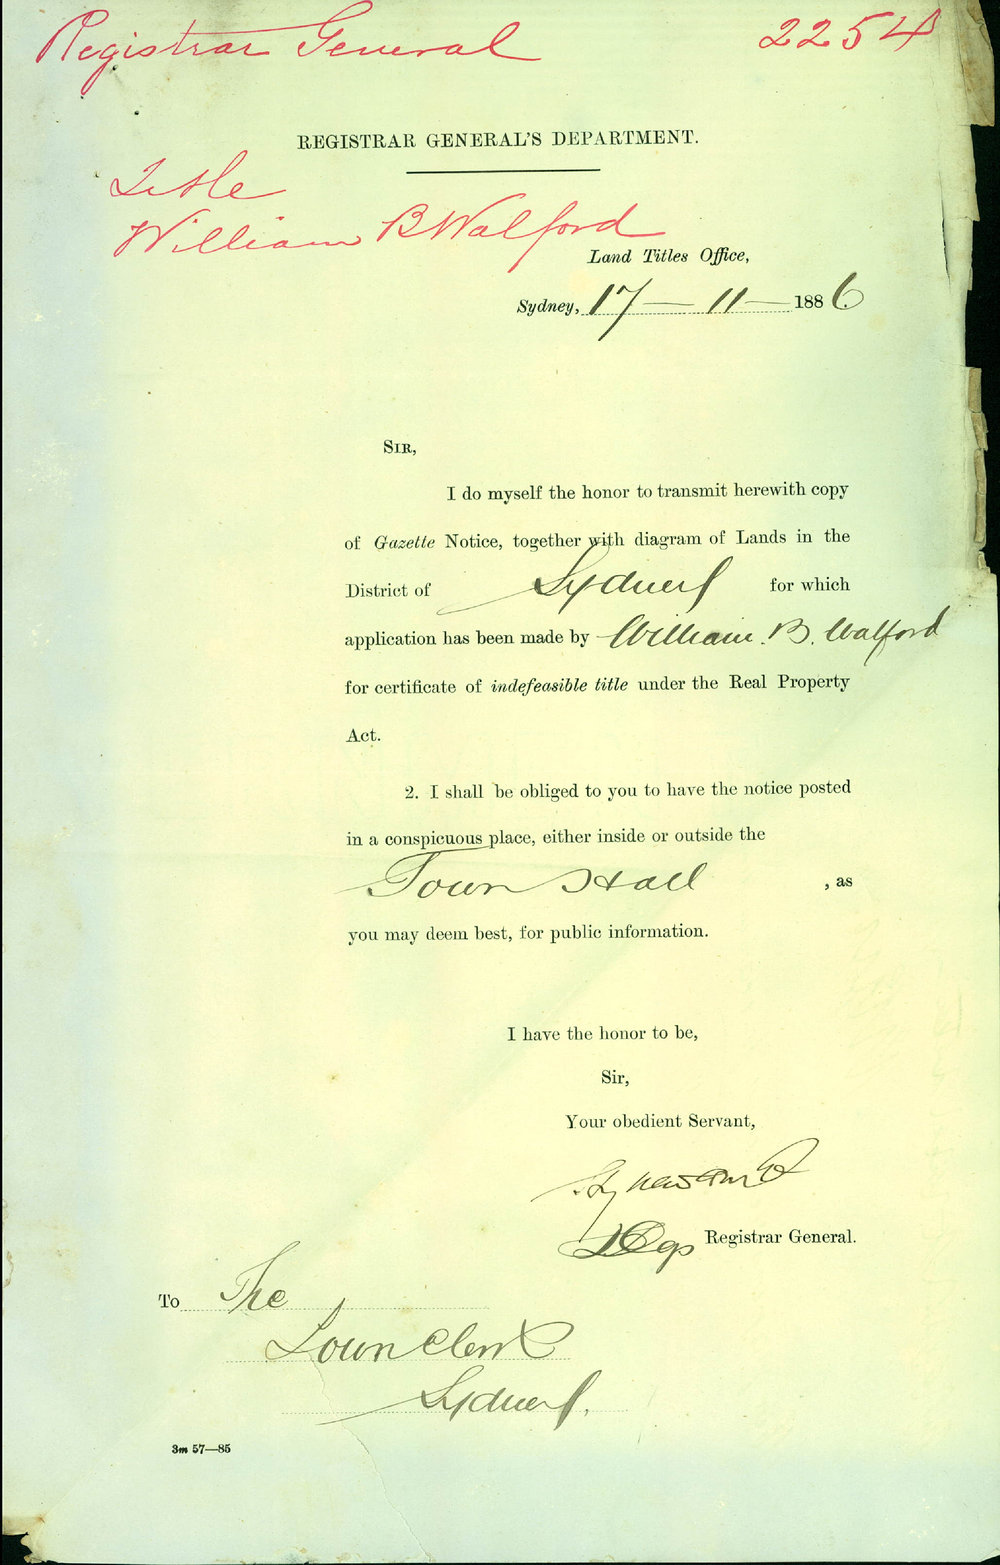 Registrar General 2254
REGISTRAR GENERAL'S DEPARTMENT.
Title
William B Walford
Land Titles Office,
Sydney, 17 — 11 — 1886
SIR,
I do myself the honor to transmit herewith copy
of Gazette Notice, together with diagram of Lands in the
District of Sydney for which
application has been made by William. B. Walford
for certificate of indefeasible title under the Real Property
Act.
2. I shall be obliged to you to have the notice posted
in a conspicuous place, either inside or outside the
Town Hall , as
you may deem best, for public information.
I have the honor to be,
Sir,
Your obedient Servant,
Registrar General.
To The
Town Clerk
Sydney.
3m 57—85